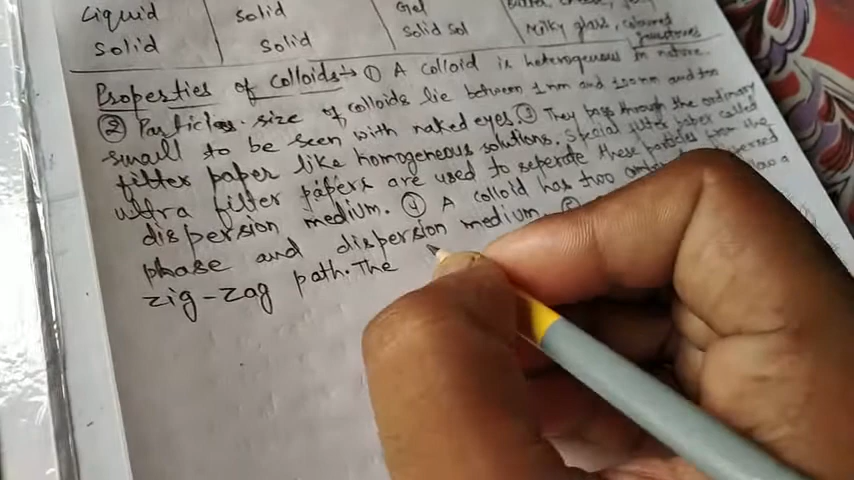 Liquid solid Gel Butter, cheese,
Solid solid solid sol Milky glass, coloured gemstones
Properties of colloids→ ① A colloid is heterogeneous in nature.
② Particles size of colloids lie between 1nm and 100nm and too
small to be seen with naked eyes. ③ They pass through the ordinary
filter paper like homogeneous solutions. Special filter paper called
ultra filter papers are used to seperate these particles from the
dispersion medium. ④ A colloid has two dispersed
phase and dispersion medium. a
zig-zag path. The